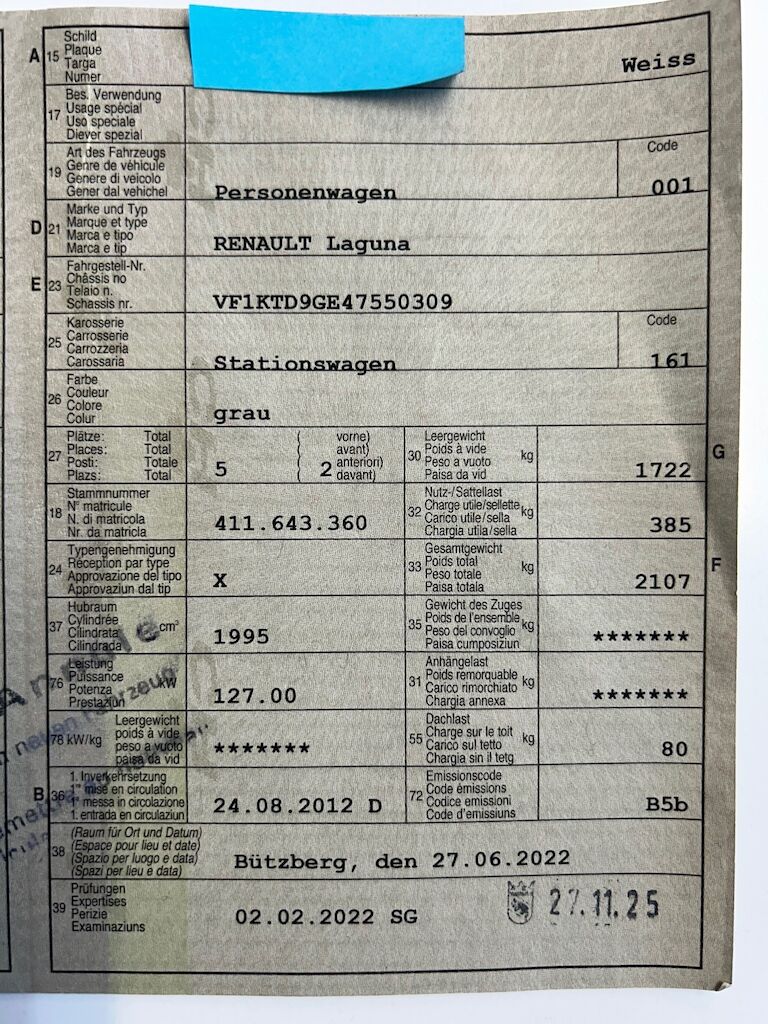 A 15 Schild
Plaque
Targa
Numer
Weiss
17 Bes. Verwendung
Usage spécial
Uso speciale
Diever spezial
19 Art des Fahrzeugs
Genre de véhicule
Genere di veicolo
Gener dal vehichel
Personenwagen
Code
001
D 21 Marke und Typ
Marque et type
Marca e tipo
Marca e tip
RENAULT Laguna
E 23 Fahrgestell-Nr.
Châssis no
Telaio n.
Schassis nr.
VF1KTD9GE47550309
25 Karosserie
Carrosserie
Carrozzeria
Carossaria
Stationswagen
Code
161
26 Farbe
Couleur
Colore
Colur
grau
27 Plätze: Total
Places: Total
Posti: Totale
Plazs: Total
5
( vorne)
( avant)
( 2 anteriori)
( davant)
30 Leergewicht
Poids à vide
Peso a vuoto
Paisa da vid
kg
1722
G
18 Stammnummer
N° matricule
N. di matricola
Nr. da matricla
411.643.360
32 Nutz-/Sattellast
Charge utile/sellette
Carico utile/sella
Chargia utila/sella
kg
385
24 Typengenehmigung
Réception par type
Approvazione del tipo
Approvaziun dal tip
X
33 Gesamtgewicht
Poids total
Peso totale
Paisa totala
kg
2107
F
37 Hubraum
Cylindrée
Cilindrata
Cilindrada
cm³
1995
35 Gewicht des Zuges
Poids de l'ensemble
Peso del convoglio
Paisa cumposiziun
kg
*******
76 Leistung
Puissance
Potenza
Prestaziun
kW
127.00
31 Anhängelast
Poids remorquable
Carico rimorchiato
Chargia annexa
kg
*******
78 kW/kg
Leergewicht
poids à vide
peso a vuoto
paisa da vid
*******
55 Dachlast
Charge sur le toit
Carico sul tetto
Chargia sin il tetg
kg
80
B 36 1. Inverkehrsetzung
1re mise en circulation
1. messa in circolazione
1. entrada en circulaziun
24.08.2012 D
72 Emissionscode
Code émissions
Codice emissioni
Code d'emissiuns
B5b
38 (Raum für Ort und Datum)
(Espace pour lieu et date)
(Spazio per luogo e data)
(Spazi per lieu e data)
Bützberg, den 27.06.2022
39 Prüfungen
Expertises
Perizie
Examinaziuns
02.02.2022 SG
27.11.25